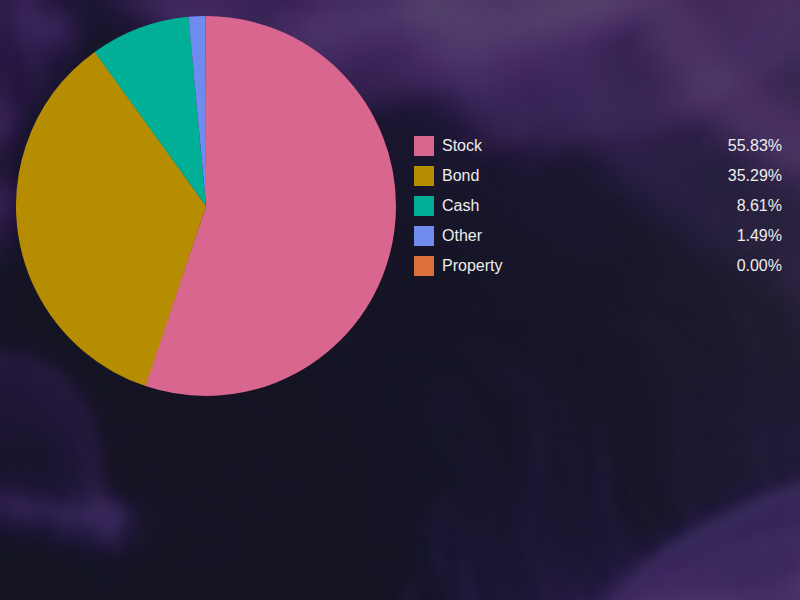 Stock 55.83%
Bond 35.29%
Cash 8.61%
Other 1.49%
Property 0.00%